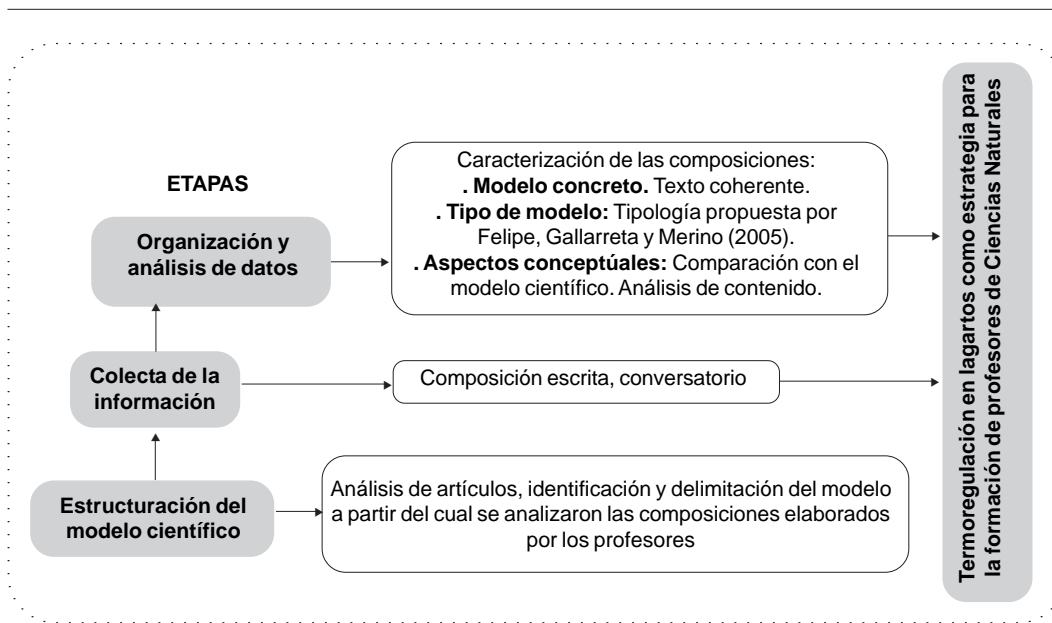 ETAPAS
Organización y
análisis de datos
Caracterización de las composiciones:
. Modelo concreto. Texto coherente.
. Tipo de modelo: Tipología propuesta por
Felipe, Gallarreta y Merino (2005).
. Aspectos conceptúales: Comparación con el
modelo científico. Análisis de contenido.
Colecta de la
información
Composición escrita, conversatorio
Estructuración del
modelo científico
Análisis de artículos, identificación y delimitación del modelo
a partir del cual se analizaron las composiciones elaborados
por los profesores
Termoregulación en lagartos como estrategia para
la formación de profesores de Ciencias Naturales